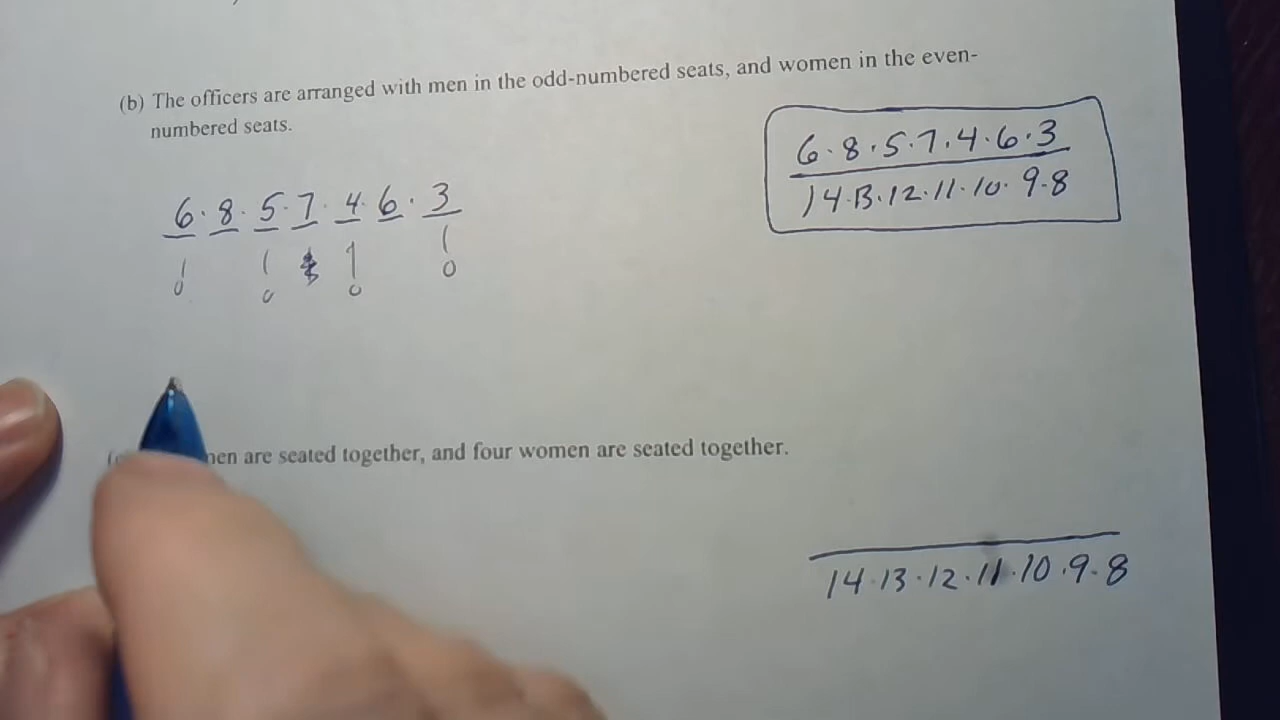 (b) The officers are arranged with men in the odd-numbered seats, and women in the even-
numbered seats.
6 · 8 · 5 · 7 · 4 · 6 · 3
6 · 8 · 5 · 7 · 4 · 6 · 3
14 · 13 · 12 · 11 · 10 · 9 · 8
are seated together, and four women are seated together.
14 · 13 · 12 · 11 · 10 · 9 · 8